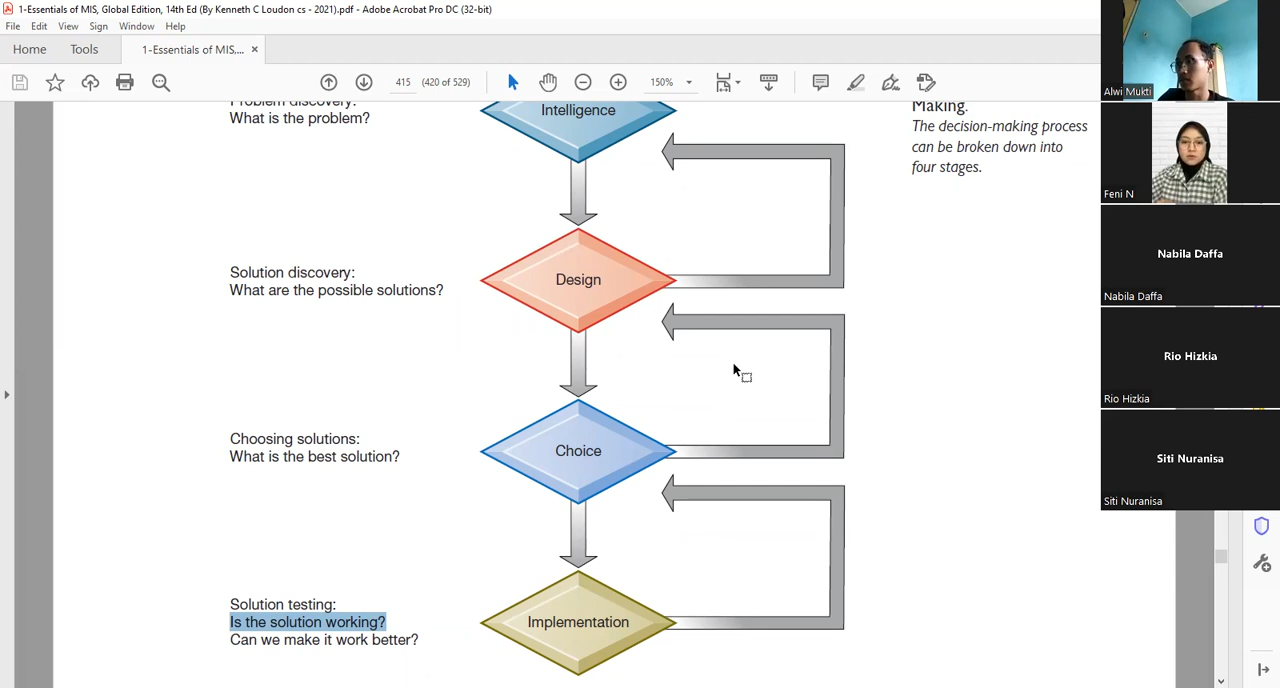 1-Essentials of MIS, Global Edition, 14th Ed (By Kenneth C Loudon cs - 2021).pdf - Adobe Acrobat Pro DC (32-bit)
File Edit View Sign Window Help
Home Tools 1-Essentials of MIS,... ×
415 (420 of 529) 150%
Problem discovery:
What is the problem?
Intelligence
Making.
The decision-making process
can be broken down into
four stages.
Solution discovery:
What are the possible solutions?
Design
Choosing solutions:
What is the best solution?
Choice
Solution testing:
Is the solution working?
Can we make it work better?
Implementation
Alwi Mukti
Feni N
Nabila Daffa
Nabila Daffa
Rio Hizkia
Rio Hizkia
Siti Nuranisa
Siti Nuranisa